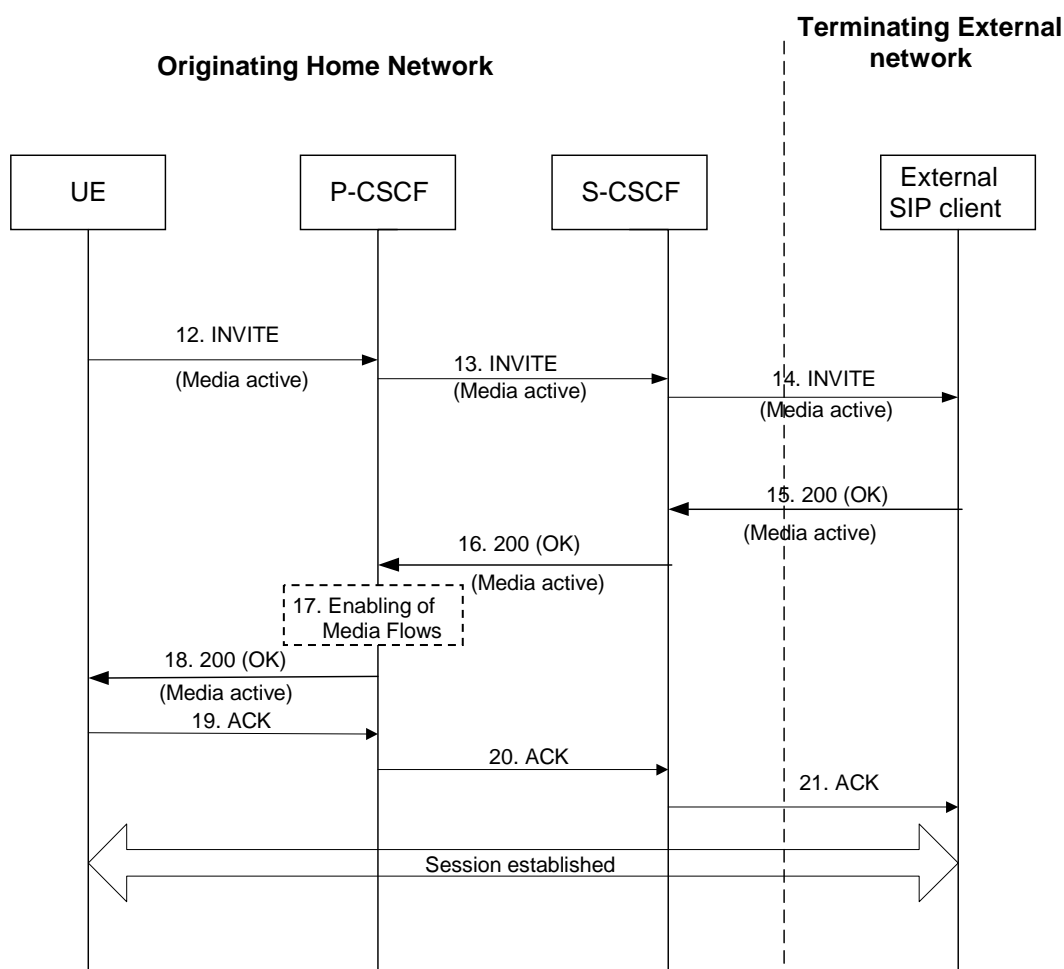 Terminating External
network
Originating Home Network
UE
P-CSCF
S-CSCF
External
SIP client
12. INVITE
(Media active)
13. INVITE
(Media active)
14. INVITE
(Media active)
15. 200 (OK)
(Media active)
16. 200 (OK)
(Media active)
17. Enabling of
Media Flows
18. 200 (OK)
(Media active)
19. ACK
20. ACK
21. ACK
Session established